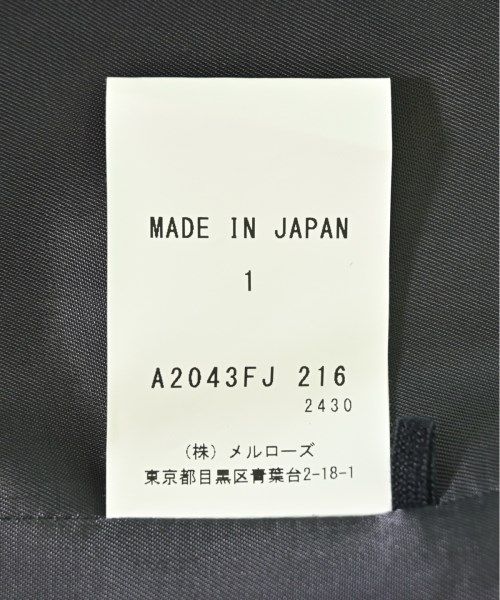 MADE IN JAPAN
1
A2043FJ 216
2430
(株) メルローズ
東京都目黒区青葉台2-18-1